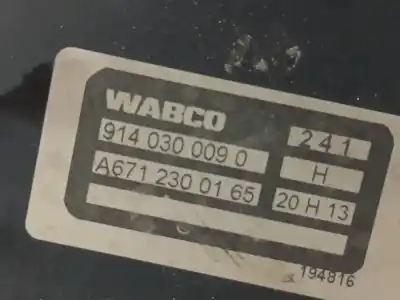 WABCO 241
914 030 009 0 H
A671 230 01 65 20 H 13
194816